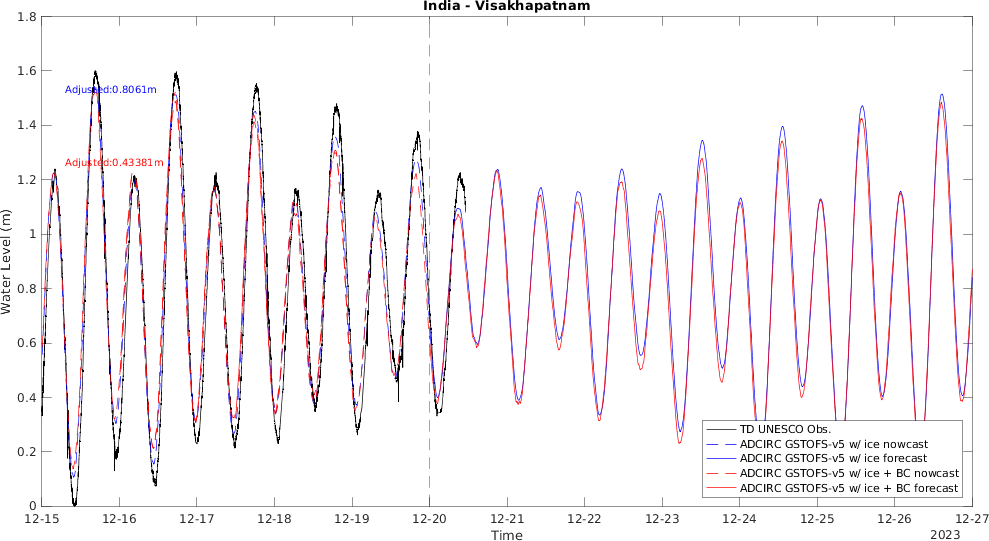 India - Visakhapatnam
1.8
1.6
1.4
1.2
1
0.8
0.6
0.4
0.2
0
Water Level (m)
Adjusted:0.8061m
Adjusted:0.43381m
TD UNESCO Obs.
ADCIRC GSTOFS-v5 w/ ice nowcast
ADCIRC GSTOFS-v5 w/ ice forecast
ADCIRC GSTOFS-v5 w/ ice + BC nowcast
ADCIRC GSTOFS-v5 w/ ice + BC forecast
12-15 12-16 12-17 12-18 12-19 12-20 12-21 12-22 12-23 12-24 12-25 12-26 12-27
Time
2023